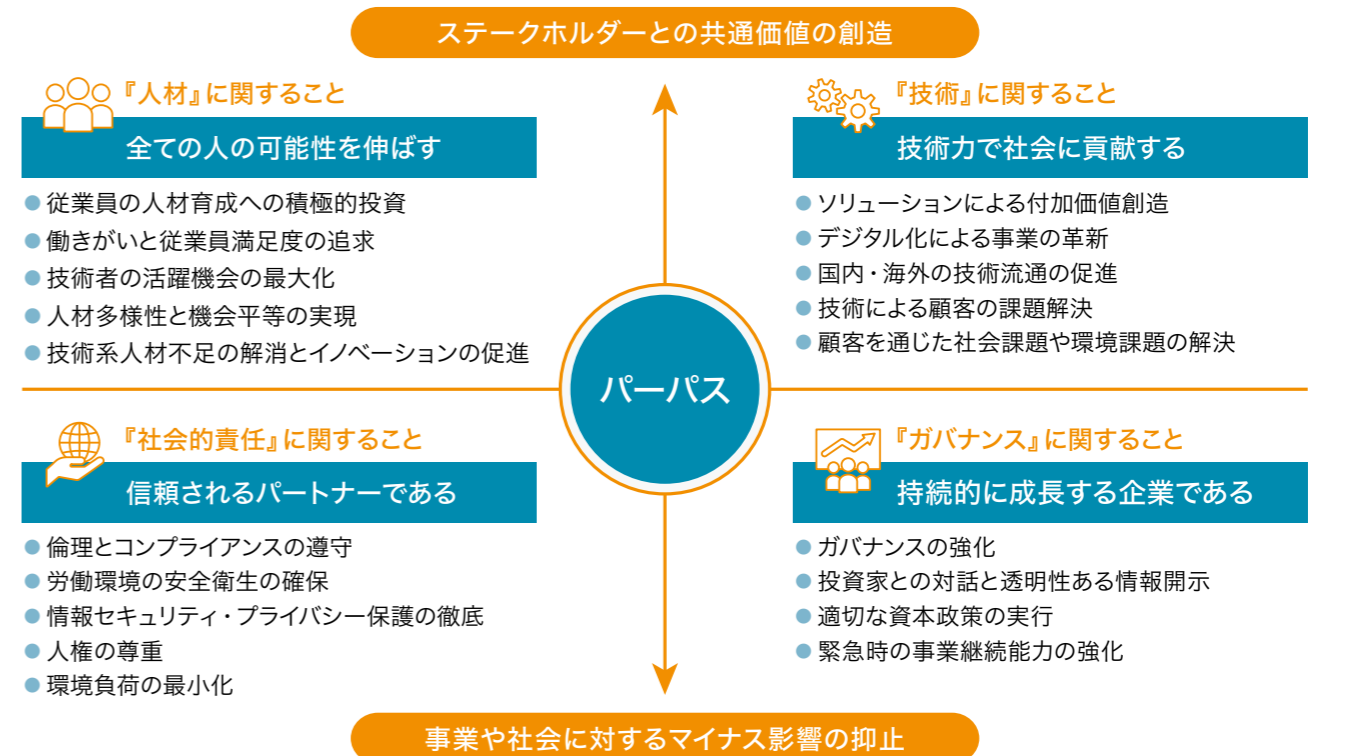 ステークホルダーとの共通価値の創造
『人材』に関すること
全ての人の可能性を伸ばす
● 従業員の人材育成への積極的投資
● 働きがいと従業員満足度の追求
● 技術者の活躍機会の最大化
● 人材多様性と機会平等の実現
● 技術系人材不足の解消とイノベーションの促進
『技術』に関すること
技術力で社会に貢献する
● ソリューションによる付加価値創造
● デジタル化による事業の革新
● 国内・海外の技術流通の促進
● 技術による顧客の課題解決
● 顧客を通じた社会課題や環境課題の解決
パーパス
『社会的責任』に関すること
信頼されるパートナーである
● 倫理とコンプライアンスの遵守
● 労働環境の安全衛生の確保
● 情報セキュリティ・プライバシー保護の徹底
● 人権の尊重
● 環境負荷の最小化
『ガバナンス』に関すること
持続的に成長する企業である
● ガバナンスの強化
● 投資家との対話と透明性ある情報開示
● 適切な資本政策の実行
● 緊急時の事業継続能力の強化
事業や社会に対するマイナス影響の抑止